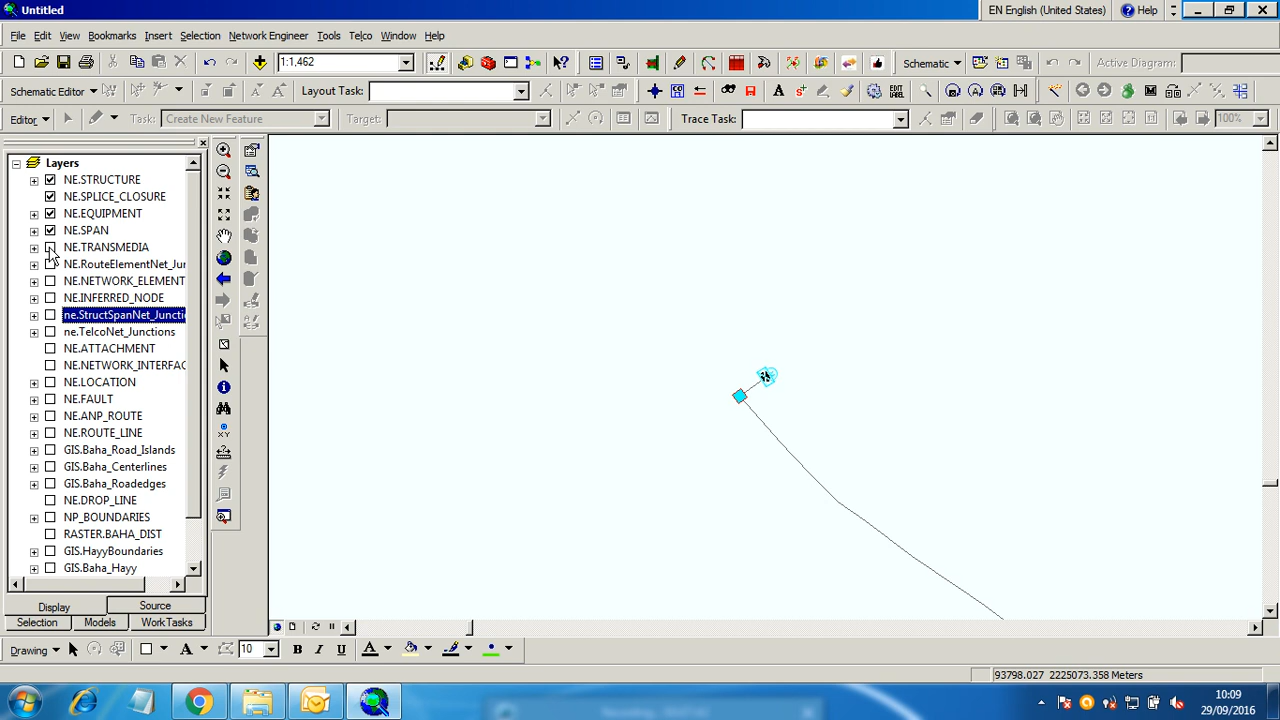 Untitled
EN English (United States)
Help
File Edit View Bookmarks Insert Selection Network Engineer Tools Telco Window Help
1:1,462
Schematic
Active Diagram:
Schematic Editor
Layout Task:
EDIT LABEL
Editor
Task: Create New Feature
Target:
Trace Task:
100%
Layers
NE.STRUCTURE
NE.SPLICE_CLOSURE
NE.EQUIPMENT
NE.SPAN
NE.TRANSMEDIA
NE.RouteElementNet_Jur
NE.NETWORK_ELEMENT
NE.INFERRED_NODE
ne.StructSpanNet_Juncti
ne.TelcoNet_Junctions
NE.ATTACHMENT
NE.NETWORK_INTERFAC
NE.LOCATION
NE.FAULT
NE.ANP_ROUTE
NE.ROUTE_LINE
GIS.Baha_Road_Islands
GIS.Baha_Centerlines
GIS.Baha_Roadedges
NE.DROP_LINE
NP_BOUNDARIES
RASTER.BAHA_DIST
GIS.HayyBoundaries
GIS.Baha_Hayy
Display
Source
Selection
Models
WorkTasks
Drawing
A
10
B I U A
93798.027 2225073.358 Meters
10:09
29/09/2016